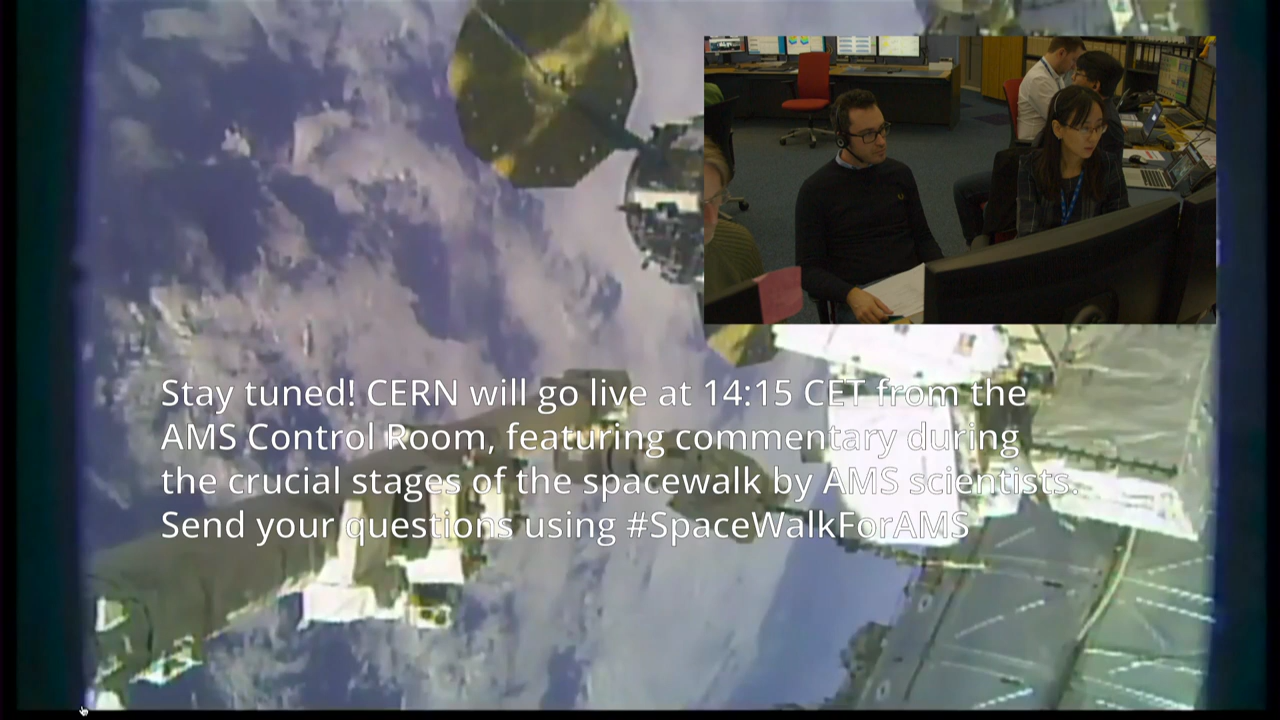 Stay tuned! CERN will go live at 14:15 CET from the
AMS Control Room, featuring commentary during
the crucial stages of the spacewalk by AMS scientists.
Send your questions using #SpaceWalkForAMS